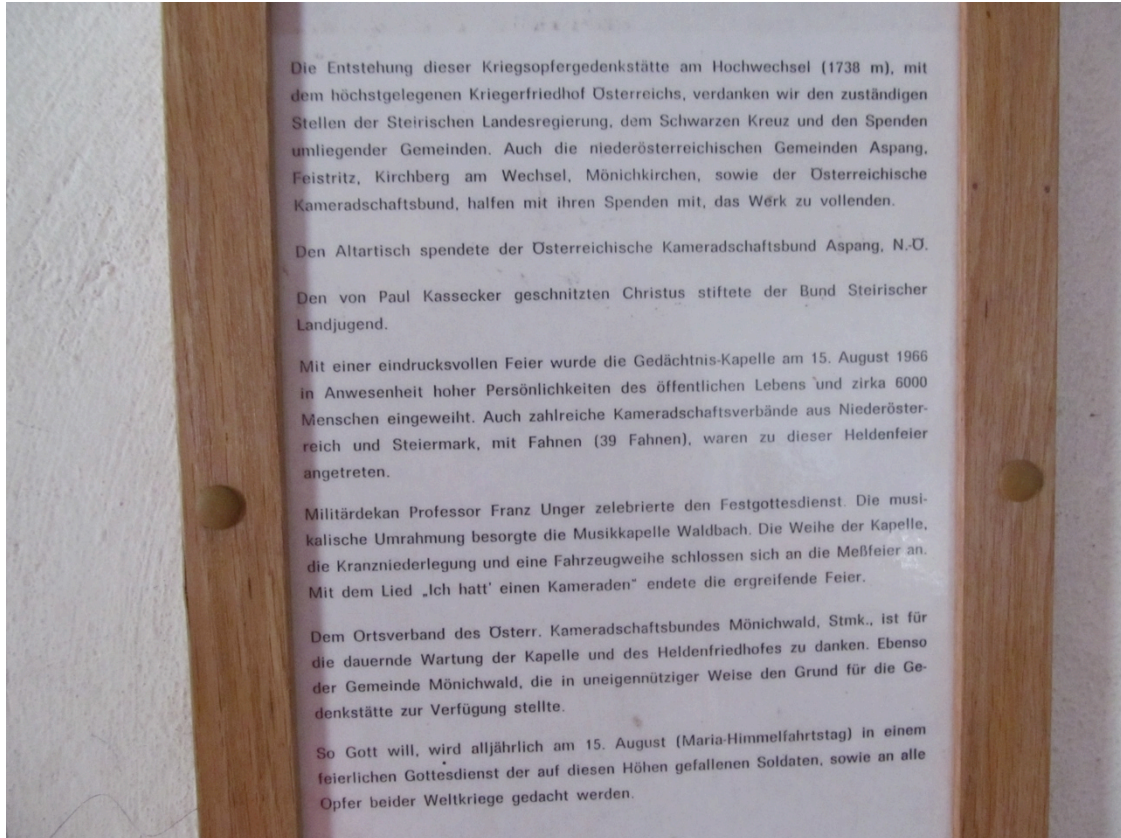 Die Entstehung dieser Kriegsopfergedenkstätte am Hochwechsel (1738 m), mit
dem höchstgelegenen Kriegerfriedhof Österreichs, verdanken wir den zuständigen
Stellen der Steirischen Landesregierung, dem Schwarzen Kreuz und den Spenden
umliegender Gemeinden. Auch die niederösterreichischen Gemeinden Aspang,
Feistritz, Kirchberg am Wechsel, Mönichkirchen, sowie der Österreichische
Kameradschaftsbund, halfen mit ihren Spenden mit, das Werk zu vollenden.
Den Altartisch spendete der Österreichische Kameradschaftsbund Aspang, N.-Ö.
Den von Paul Kassecker geschnitzten Christus stiftete der Bund Steirischer
Landjugend.
Mit einer eindrucksvollen Feier wurde die Gedächtnis-Kapelle am 15. August 1966
in Anwesenheit hoher Persönlichkeiten des öffentlichen Lebens und zirka 6000
Menschen eingeweiht. Auch zahlreiche Kameradschaftsverbände aus Niederöster-
reich und Steiermark, mit Fahnen (39 Fahnen), waren zu dieser Heldenfeier
angetreten.
Militärdekan Professor Franz Unger zelebrierte den Festgottesdienst. Die musi-
kalische Umrahmung besorgte die Musikkapelle Waldbach. Die Weihe der Kapelle,
die Kranzniederlegung und eine Fahrzeugweihe schlossen sich an die Meßfeier an.
Mit dem Lied „Ich hatt' einen Kameraden" endete die ergreifende Feier.
Dem Ortsverband des Österr. Kameradschaftsbundes Mönichwald, Stmk., ist für
die dauernde Wartung der Kapelle und des Heldenfriedhofes zu danken. Ebenso
der Gemeinde Mönichwald, die in uneigennütziger Weise den Grund für die Ge-
denkstätte zur Verfügung stellte.
So Gott will, wird alljährlich am 15. August (Maria-Himmelfahrtstag) in einem
feierlichen Gottesdienst der auf diesen Höhen gefallenen Soldaten, sowie an alle
Opfer beider Weltkriege gedacht werden.